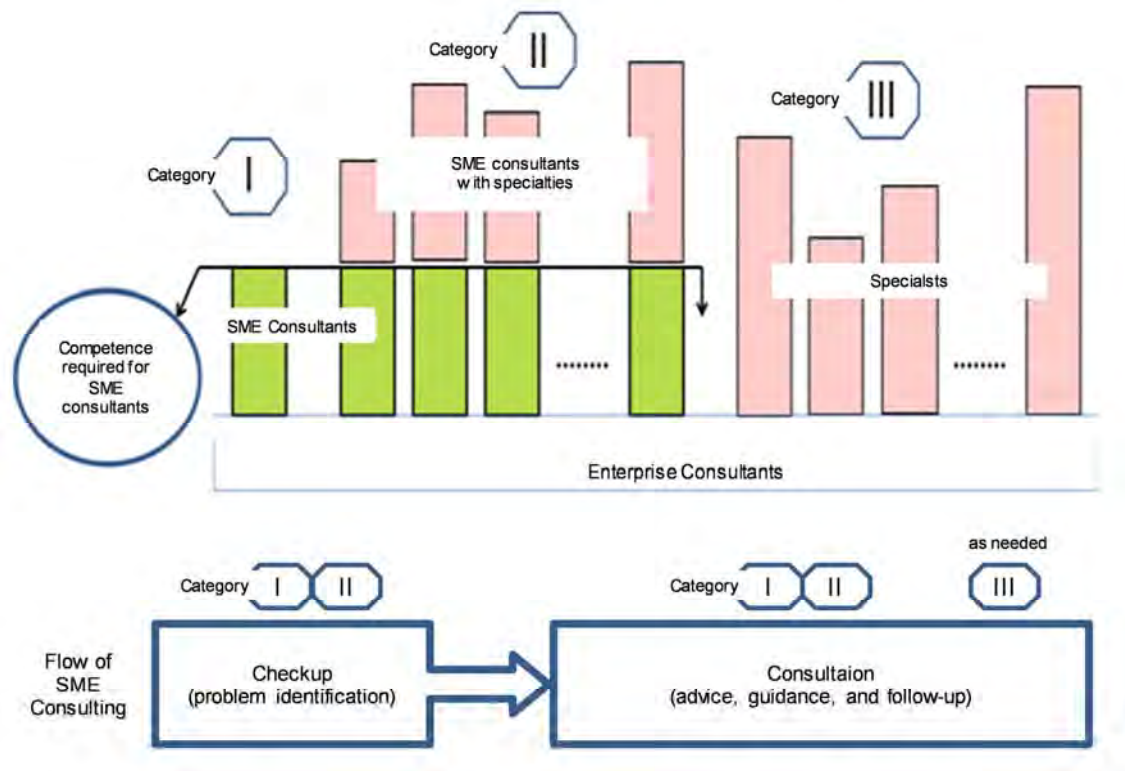 Category II
Category III
Category I
SME consultants
with specialties
Specialsts
SME Consultants
Competence
required for
SME
consultants
........
........
Enterprise Consultants
as needed
Category I II
Category I II
III
Flow of
SME
Consulting
Checkup
(problem identification)
Consultaion
(advice, guidance, and follow-up)